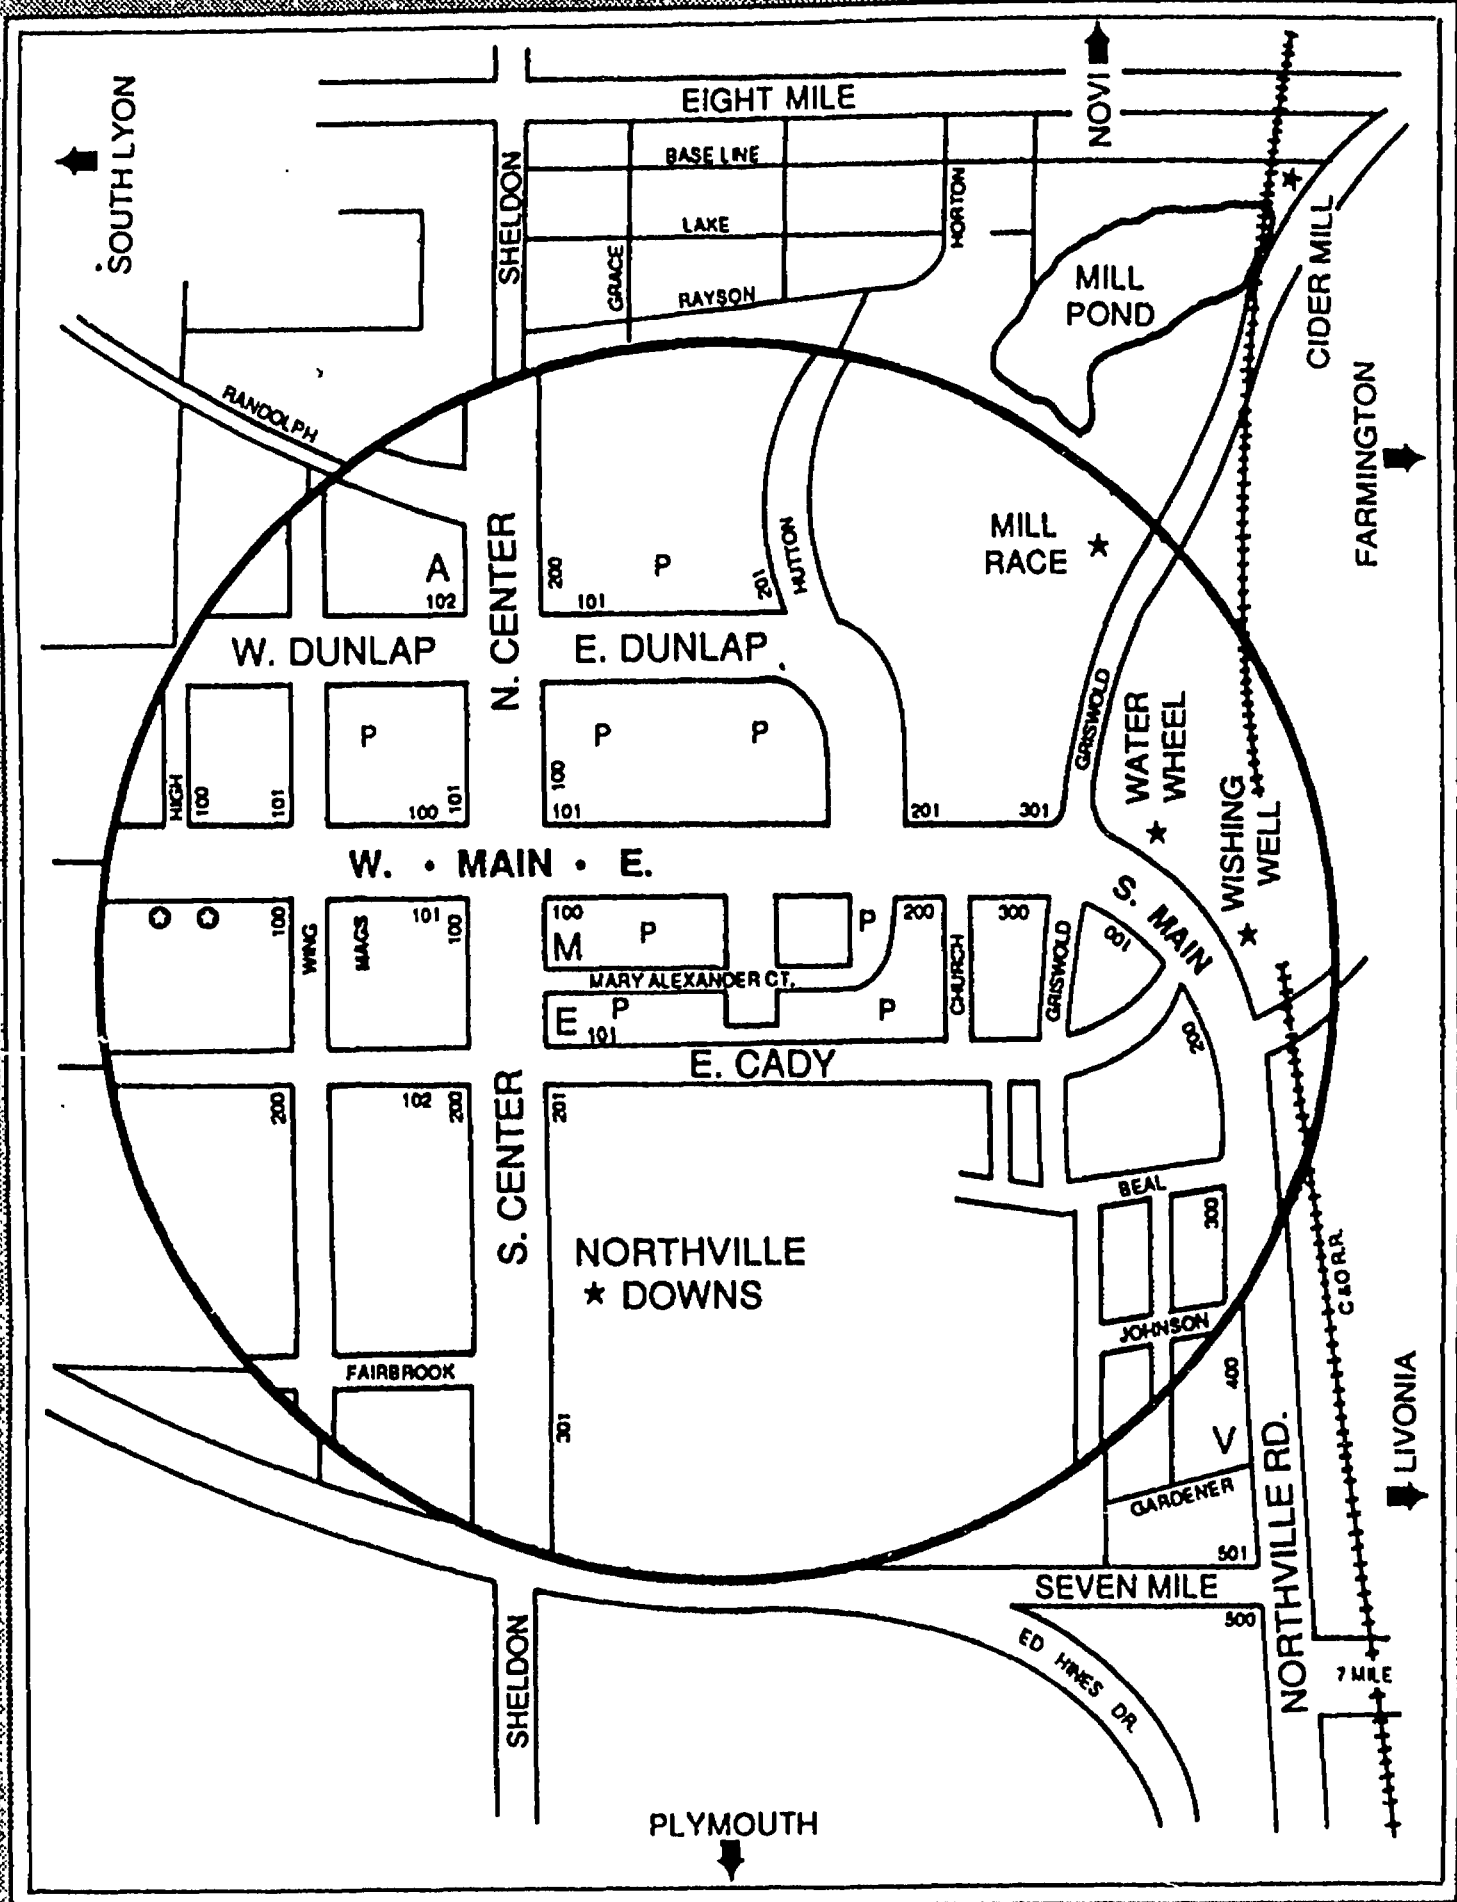 NOVI
EIGHT MILE
SOUTH LYON
SHELDON
BASE LINE
HORTON
LAKE
GRACE
RAYSON
MILL
POND
CIDER MILL
RANDOLPH
FARMINGTON
N. CENTER
A
102
200
101
P
201
HUTTON
MILL
RACE
W. DUNLAP
E. DUNLAP
GRISWOLD
WATER
WHEEL
P
P
P
HIGH
100
101
100
101
100
101
201
301
WISHING
WELL
W. • MAIN • E.
S. MAIN
100
WING
MAGS
101
100
100
M
P
P
200
300
CHURCH
GRISWOLD
100
MARY ALEXANDER CT.
E
101
P
P
200
E. CADY
200
102
200
S. CENTER
201
BEAL
300
NORTHVILLE
DOWNS
C & O R.R.
JOHNSON
FAIRBROOK
400
301
V
LIVONIA
GARDENER
NORTHVILLE RD.
501
SEVEN MILE
500
SHELDON
ED HINES DR.
7 MILE
PLYMOUTH